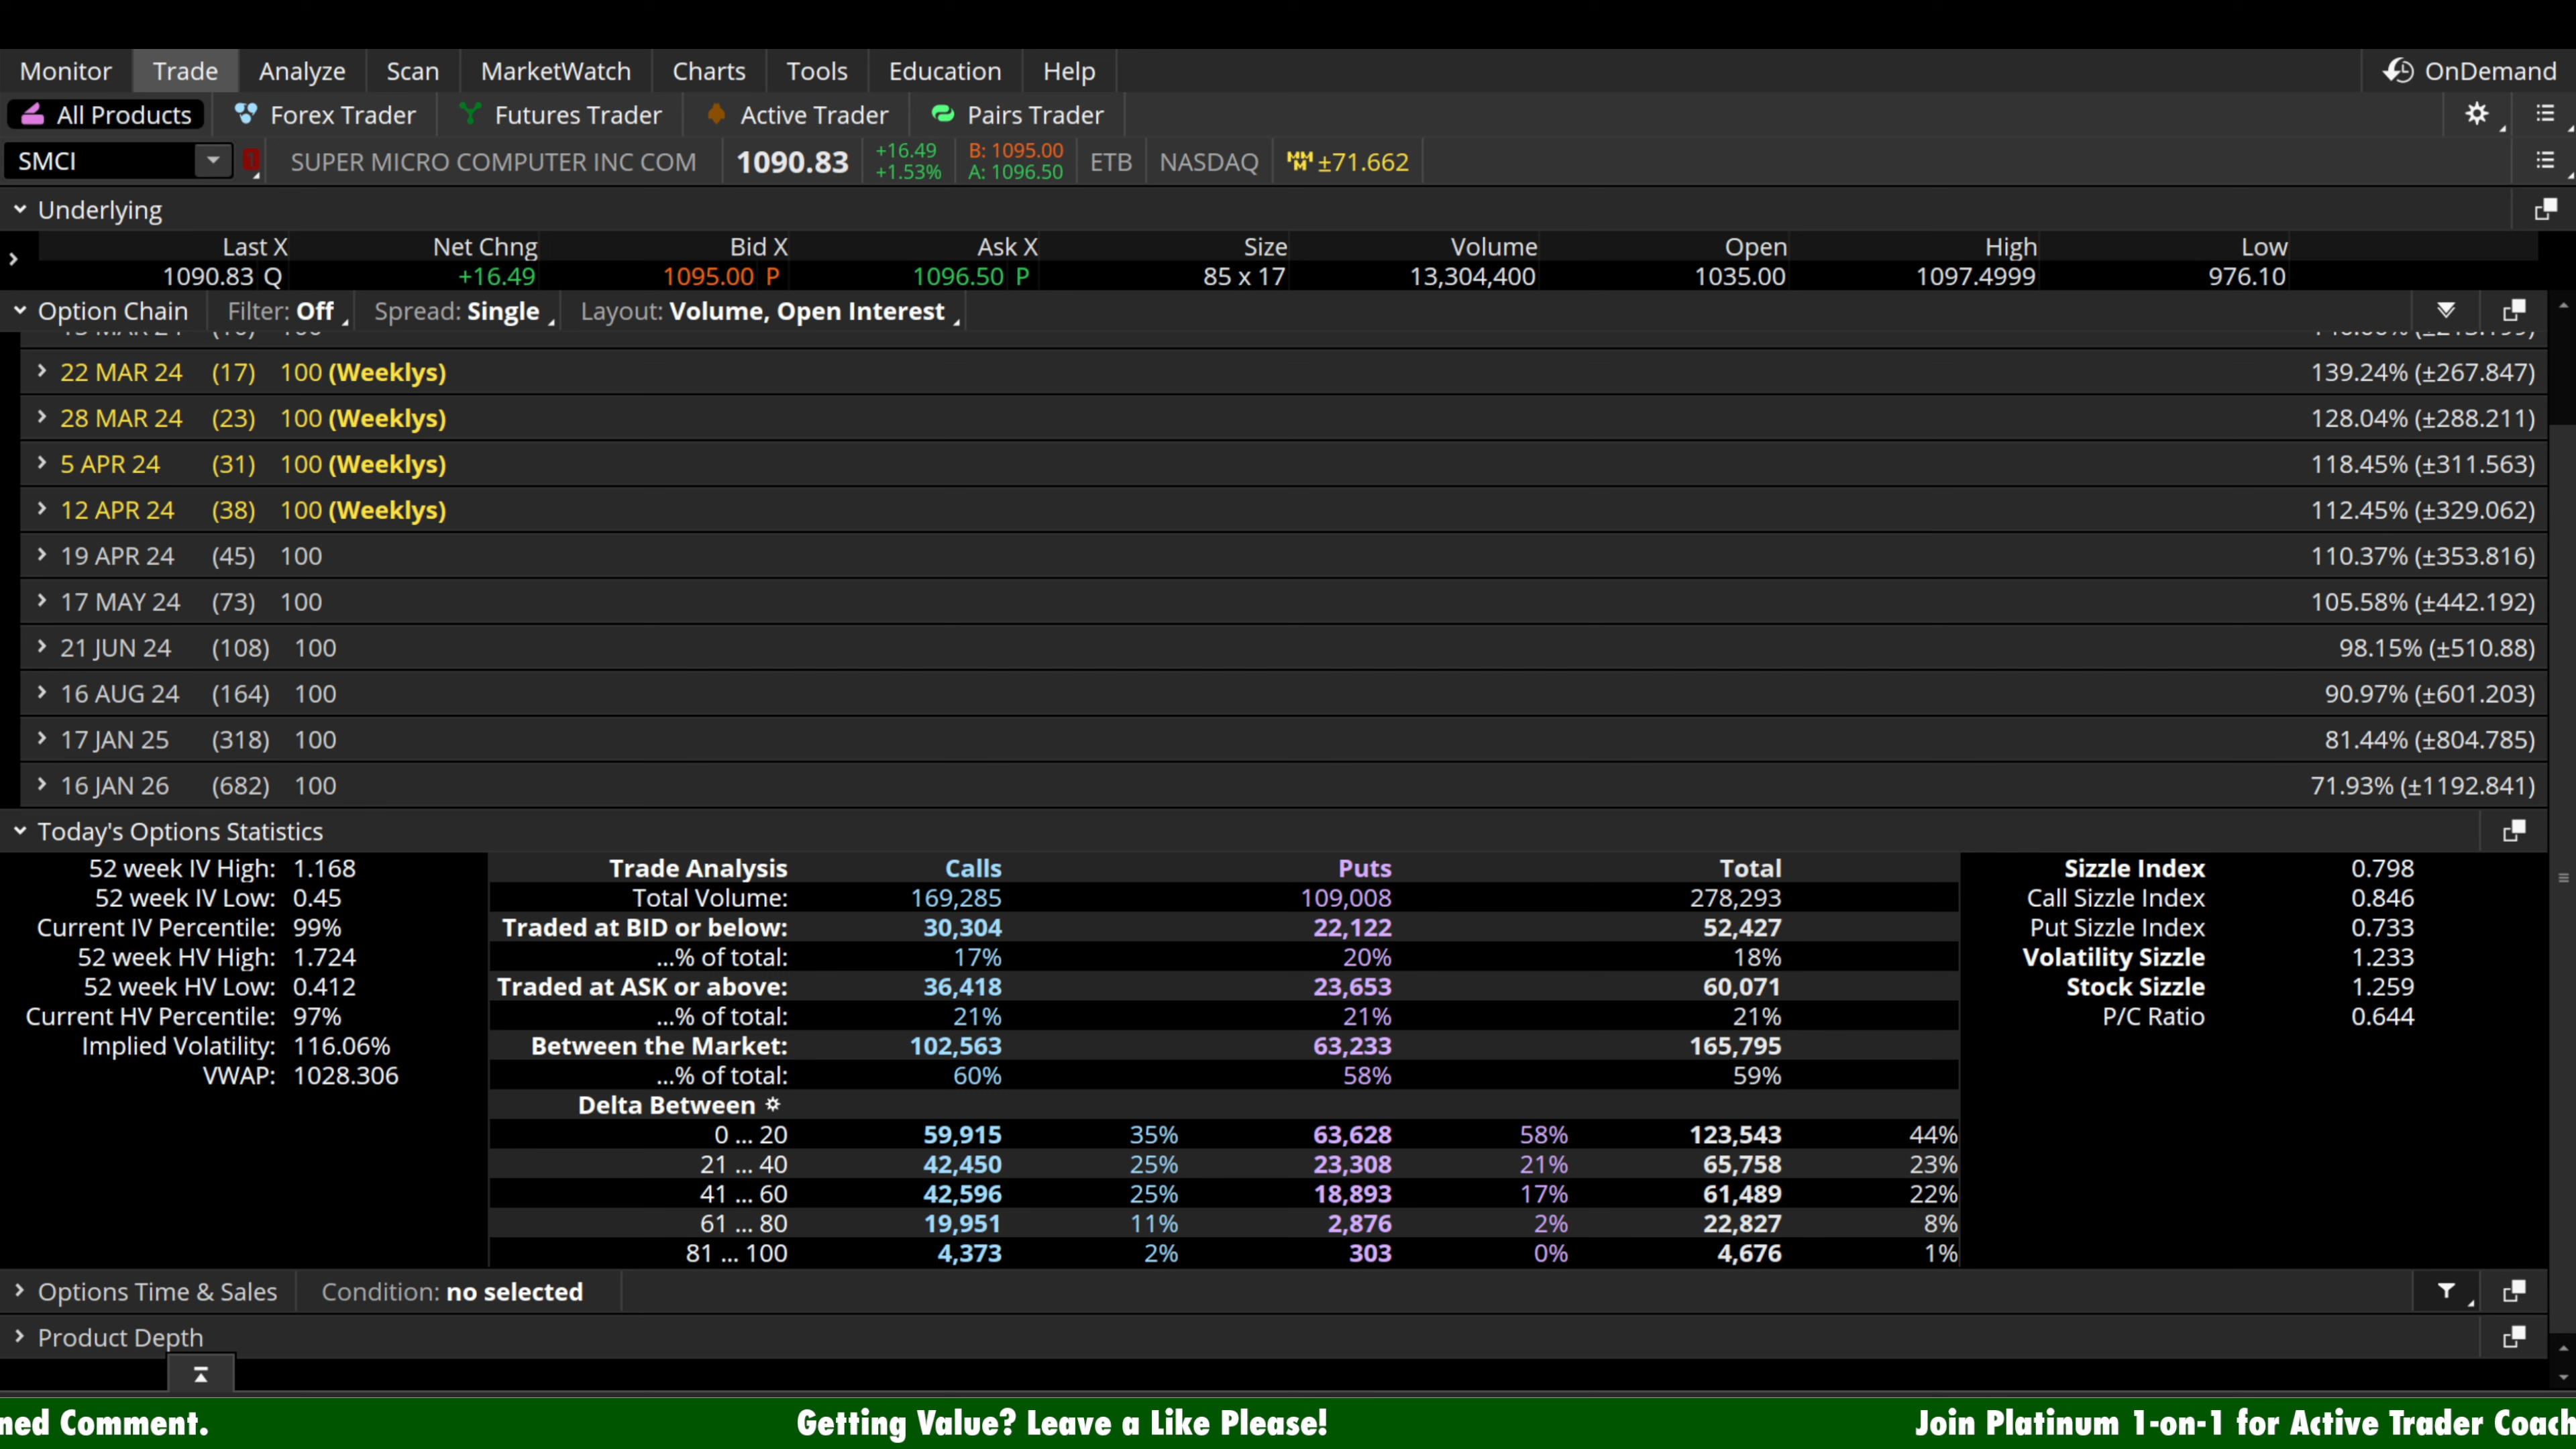 Monitor Trade Analyze Scan MarketWatch Charts Tools Education Help OnDemand
All Products Forex Trader Futures Trader Active Trader Pairs Trader
SMCI SUPER MICRO COMPUTER INC COM 1090.83 +16.49 +1.53% B: 1095.00 A: 1096.50 ETB NASDAQ ±71.662
Underlying
Last X Net Chng Bid X Ask X Size Volume Open High Low
1090.83 Q +16.49 1095.00 P 1096.50 P 85 x 17 13,304,400 1035.00 1097.4999 976.10
Option Chain Filter: Off Spread: Single Layout: Volume, Open Interest
22 MAR 24 (17) 100 (Weeklys) 139.24% (±267.847)
28 MAR 24 (23) 100 (Weeklys) 128.04% (±288.211)
5 APR 24 (31) 100 (Weeklys) 118.45% (±311.563)
12 APR 24 (38) 100 (Weeklys) 112.45% (±329.062)
19 APR 24 (45) 100 110.37% (±353.816)
17 MAY 24 (73) 100 105.58% (±442.192)
21 JUN 24 (108) 100 98.15% (±510.88)
16 AUG 24 (164) 100 90.97% (±601.203)
17 JAN 25 (318) 100 81.44% (±804.785)
16 JAN 26 (682) 100 71.93% (±1192.841)
Today's Options Statistics
52 week IV High: 1.168 Trade Analysis Calls Puts Total Sizzle Index 0.798
52 week IV Low: 0.45 Total Volume: 169,285 109,008 278,293 Call Sizzle Index 0.846
Current IV Percentile: 99% Traded at BID or below: 30,304 22,122 52,427 Put Sizzle Index 0.733
52 week HV High: 1.724 ...% of total: 17% 20% 18% Volatility Sizzle 1.233
52 week HV Low: 0.412 Traded at ASK or above: 36,418 23,653 60,071 Stock Sizzle 1.259
Current HV Percentile: 97% ...% of total: 21% 21% 21% P/C Ratio 0.644
Implied Volatility: 116.06% Between the Market: 102,563 63,233 165,795
VWAP: 1028.306 ...% of total: 60% 58% 59%
Delta Between
0 ... 20 59,915 35% 63,628 58% 123,543 44%
21 ... 40 42,450 25% 23,308 21% 65,758 23%
41 ... 60 42,596 25% 18,893 17% 61,489 22%
61 ... 80 19,951 11% 2,876 2% 22,827 8%
81 ... 100 4,373 2% 303 0% 4,676 1%
Options Time & Sales Condition: no selected
Product Depth
ned Comment. Getting Value? Leave a Like Please! Join Platinum 1-on-1 for Active Trader Coach